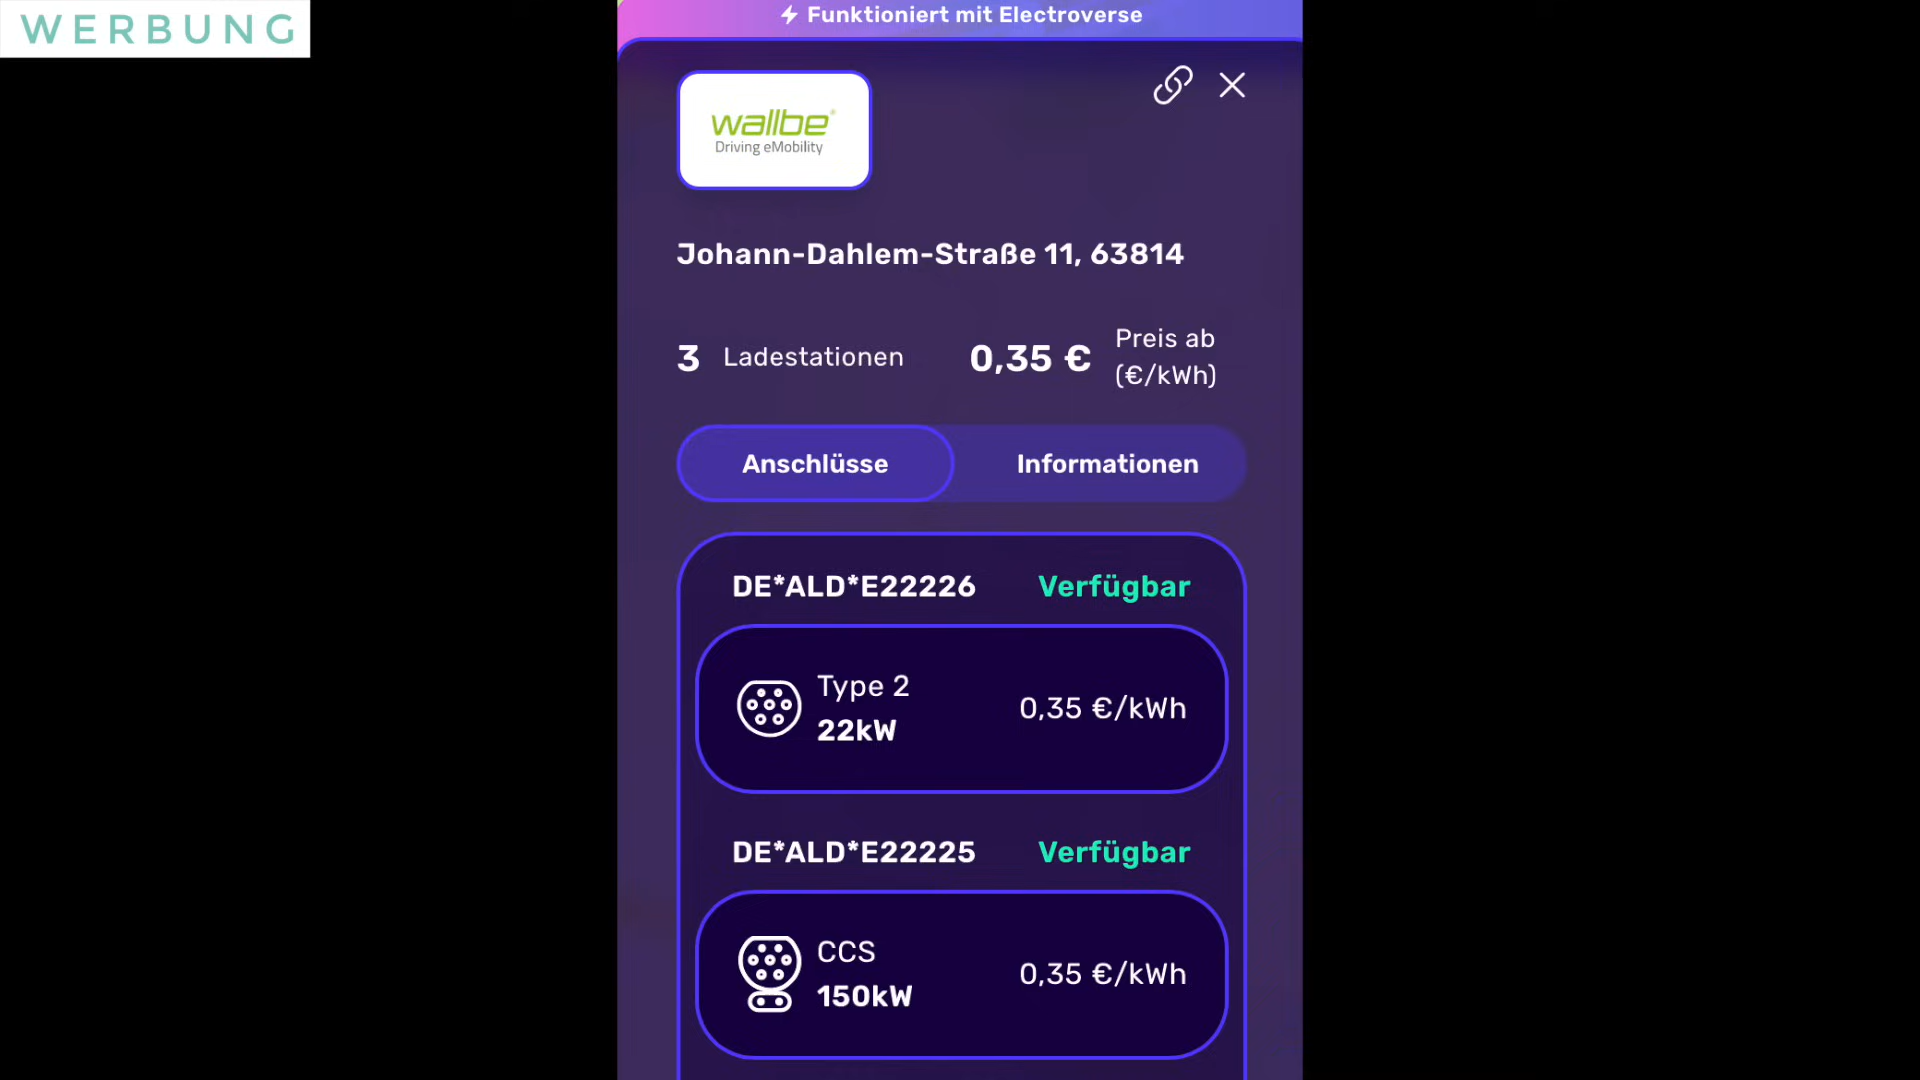 WERBUNG
Funktioniert mit Electroverse
wallbe®
Driving eMobility
Johann-Dahlem-Straße 11, 63814
3 Ladestationen
0,35 € Preis ab (€/kWh)
Anschlüsse Informationen
DE*ALD*E22226 Verfügbar
Type 2
22kW
0,35 €/kWh
DE*ALD*E22225 Verfügbar
CCS
150kW
0,35 €/kWh